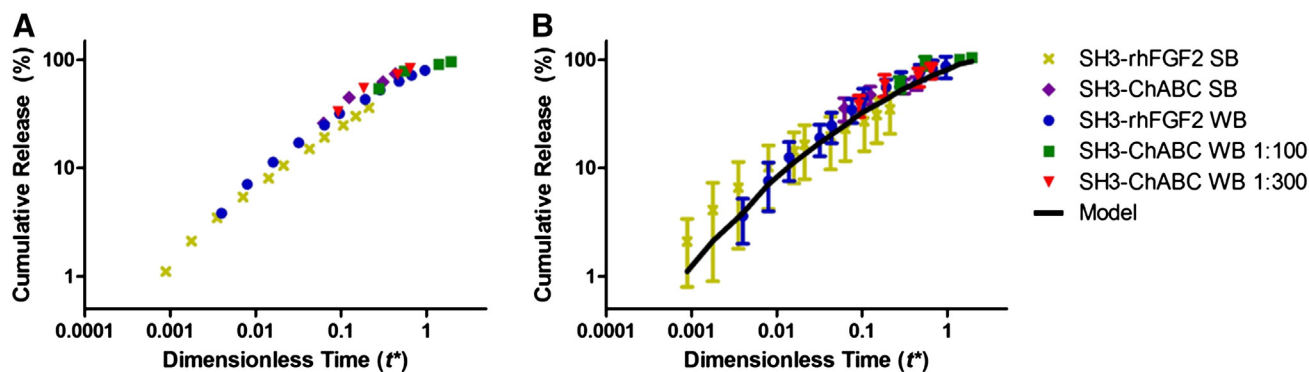 A
Cumulative Release (%)
100
10
1
0.0001
0.001
0.01
0.1
1
Dimensionless Time (t*)
B
Cumulative Release (%)
100
10
1
0.0001
0.001
0.01
0.1
1
Dimensionless Time (t*)
SH3-rhFGF2 SB
SH3-ChABC SB
SH3-rhFGF2 WB
SH3-ChABC WB 1:100
SH3-ChABC WB 1:300
Model